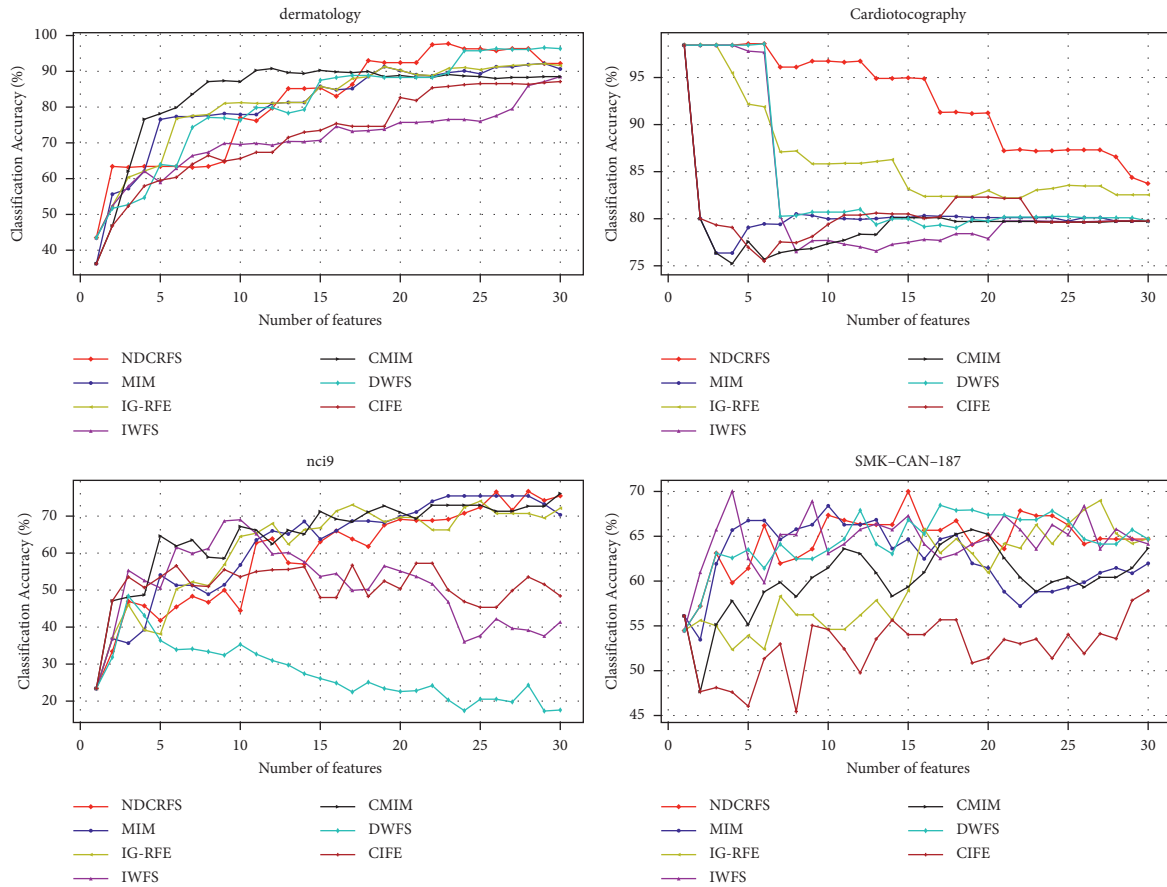 dermatology
Classification Accuracy (%)
100
90
80
70
60
50
40
0 5 10 15 20 25 30
Number of features
NDCRFS
MIM
IG-RFE
IWFS
CMIM
DWFS
CIFE
Cardiotocography
Classification Accuracy (%)
95
90
85
80
75
0 5 10 15 20 25 30
Number of features
NDCRFS
MIM
IG-RFE
IWFS
CMIM
DWFS
CIFE
nci9
Classification Accuracy (%)
70
60
50
40
30
20
0 5 10 15 20 25 30
Number of features
NDCRFS
MIM
IG-RFE
IWFS
CMIM
DWFS
CIFE
SMK–CAN–187
Classification Accuracy (%)
70
65
60
55
50
45
0 5 10 15 20 25 30
Number of features
NDCRFS
MIM
IG-RFE
IWFS
CMIM
DWFS
CIFE